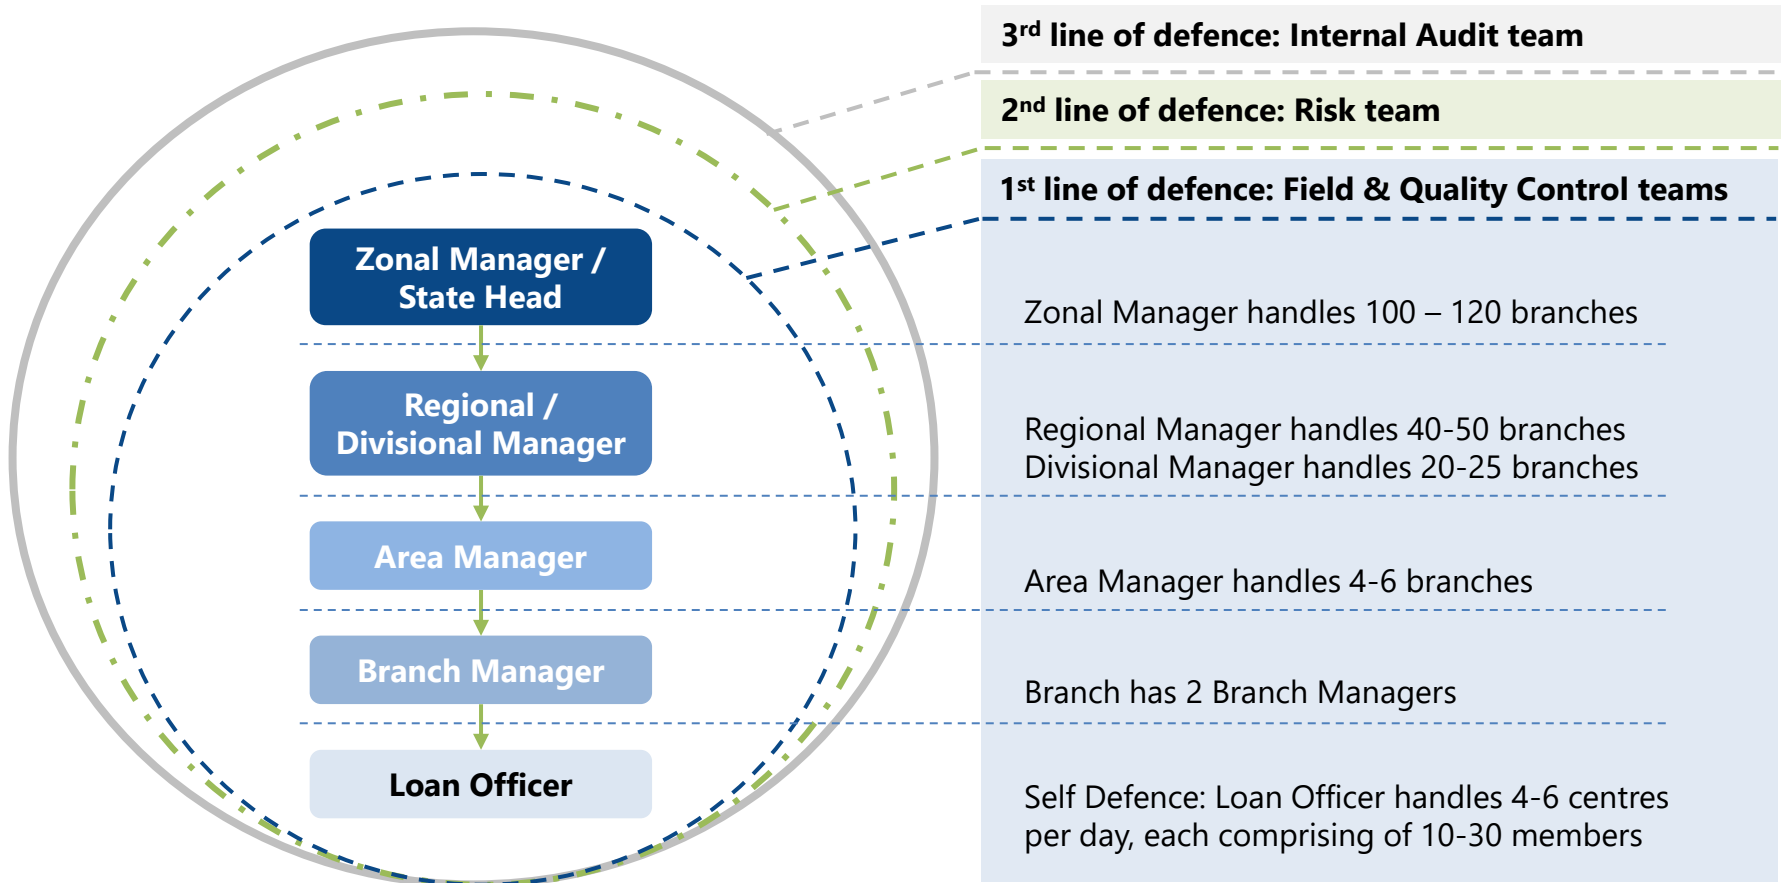 3rd line of defence: Internal Audit team
2nd line of defence: Risk team
1st line of defence: Field & Quality Control teams
Zonal Manager /
State Head
Zonal Manager handles 100 – 120 branches
Regional /
Divisional Manager
Regional Manager handles 40-50 branches
Divisional Manager handles 20-25 branches
Area Manager
Area Manager handles 4-6 branches
Branch Manager
Branch has 2 Branch Managers
Loan Officer
Self Defence: Loan Officer handles 4-6 centres
per day, each comprising of 10-30 members